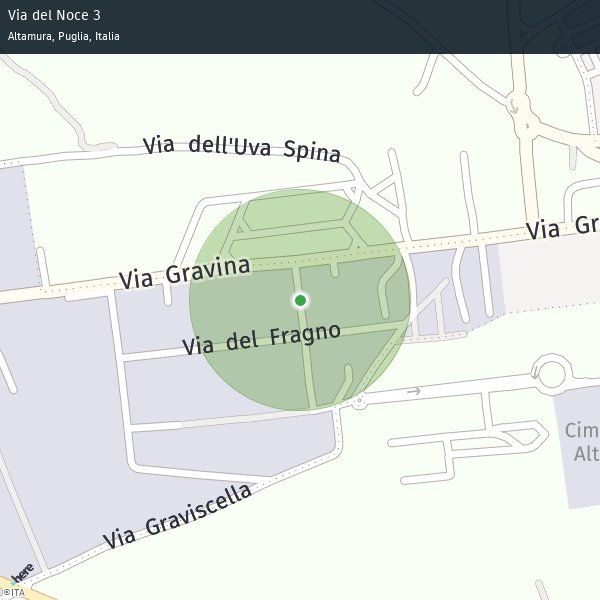 Via del Noce 3
Altamura, Puglia, Italia
Via dell'Uva Spina
Via Gr
Via Gravina
Via del Fragno
Cim
Alt
Via Graviscella
here
©ITA